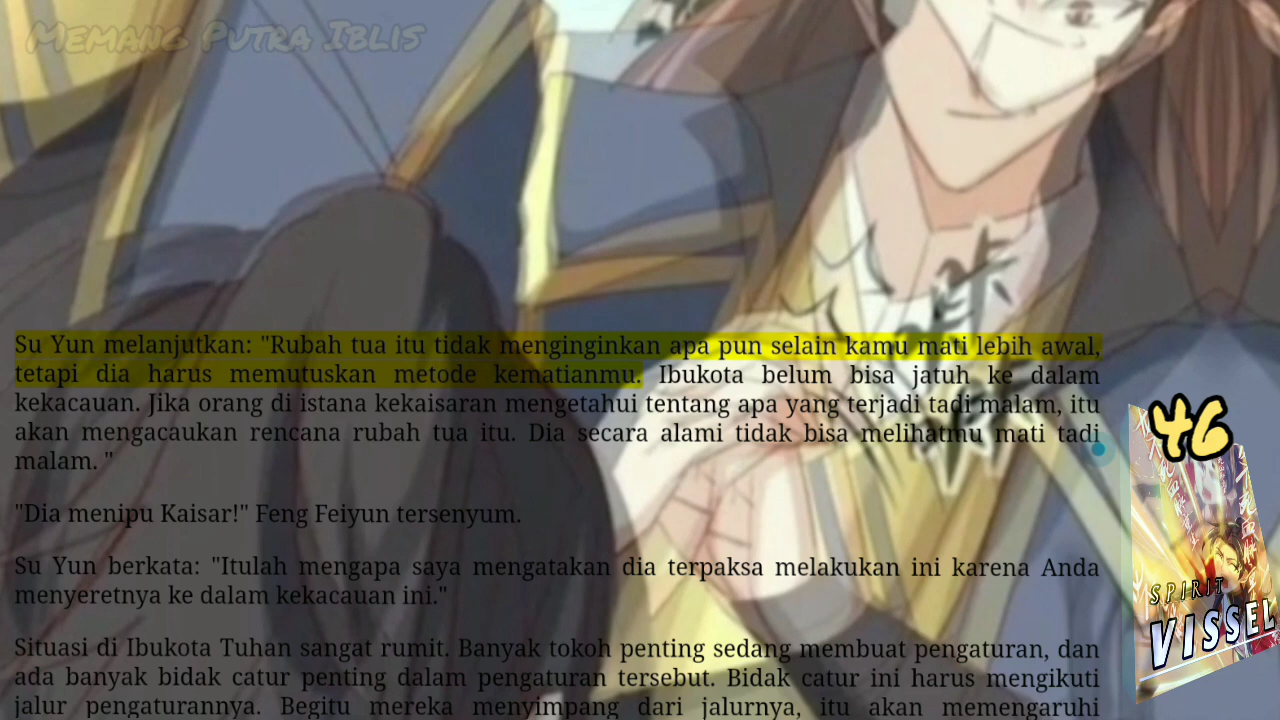 Memang Putra Iblis
Su Yun melanjutkan: "Rubah tua itu tidak menginginkan apa pun selain kamu mati lebih awal,
tetapi dia harus memutuskan metode kematianmu. Ibukota belum bisa jatuh ke dalam
kekacauan. Jika orang di istana kekaisaran mengetahui tentang apa yang terjadi tadi malam, itu
akan mengacaukan rencana rubah tua itu. Dia secara alami tidak bisa melihatmu mati tadi
malam. "
"Dia menipu Kaisar!" Feng Feiyun tersenyum.
Su Yun berkata: "Itulah mengapa saya mengatakan dia terpaksa melakukan ini karena Anda
menyeretnya ke dalam kekacauan ini."
Situasi di Ibukota Tuhan sangat rumit. Banyak tokoh penting sedang membuat pengaturan, dan
ada banyak bidak catur penting dalam pengaturan tersebut. Bidak catur ini harus mengikuti
jalur pengaturannya. Begitu mereka menyimpang dari jalurnya, itu akan memengaruhi
46
SPIRIT
VISSEL